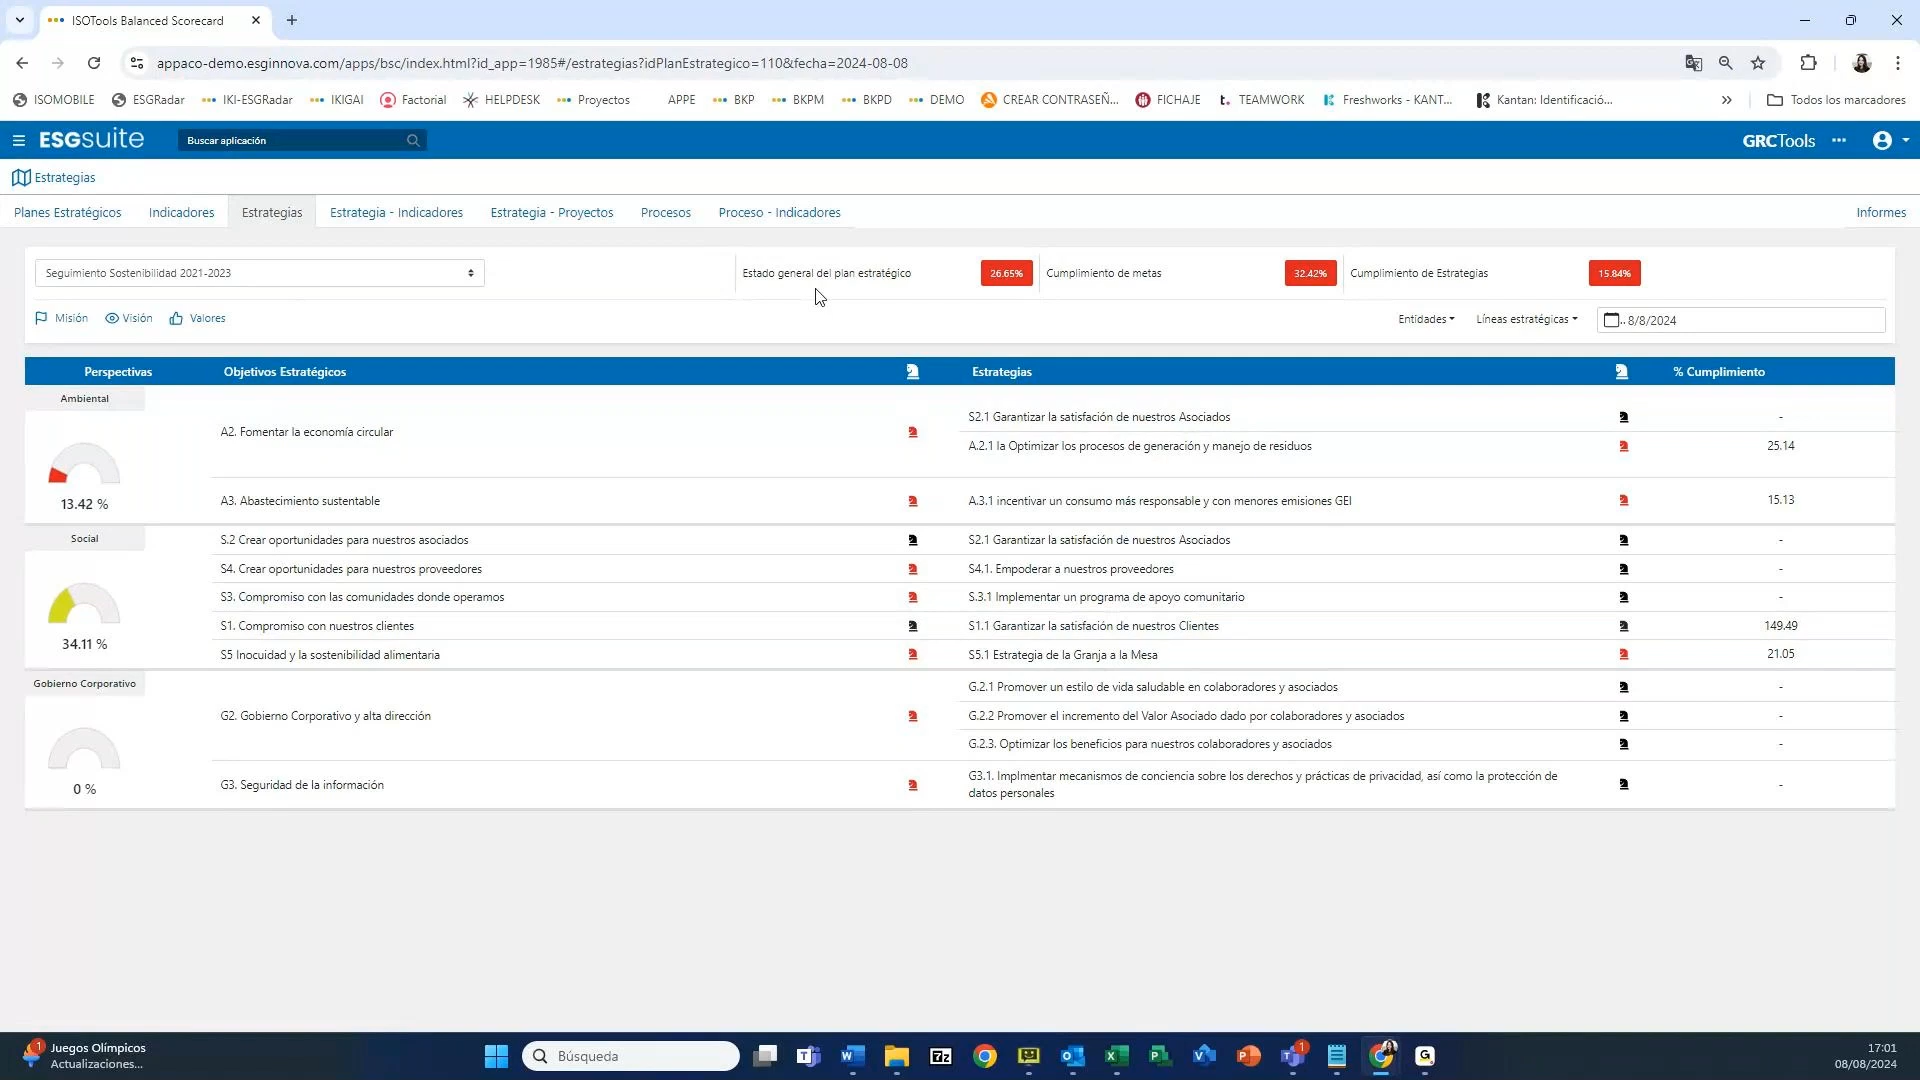 ISOTools Balanced Scorecard
appaco-demo.esginnova.com/apps/bsc/index.html?id_app=1985#/estrategias?idPlanEstrategico=110&fecha=2024-08-08
ISOMOBILE ESGRadar IKI-ESGRadar IKIGAI Factorial HELPDESK Proyectos APPE BKP BKPM BKPD DEMO CREAR CONTRASEÑ... FICHAJE TEAMWORK Freshworks - KANT... Kantan: Identificació... » Todos los marcadores
ESGsuite Buscar aplicación GRCTools
Estrategias
Planes Estratégicos Indicadores Estrategias Estrategia - Indicadores Estrategia - Proyectos Procesos Proceso - Indicadores Informes
Seguimiento Sostenibilidad 2021-2023 Estado general del plan estratégico 26.65% Cumplimiento de metas 32.42% Cumplimiento de Estrategias 15.84%
Misión Visión Valores Entidades Líneas estratégicas 8/8/2024
Perspectivas Objetivos Estratégicos Estrategias % Cumplimiento
Ambiental
13.42 %
A2. Fomentar la economía circular
S2.1 Garantizar la satisfación de nuestros Asociados -
A.2.1 la Optimizar los procesos de generación y manejo de residuos 25.14
A3. Abastecimiento sustentable A.3.1 incentivar un consumo más responsable y con menores emisiones GEI 15.13
Social
34.11 %
S.2 Crear oportunidades para nuestros asociados S2.1 Garantizar la satisfación de nuestros Asociados -
S4. Crear oportunidades para nuestros proveedores S4.1. Empoderar a nuestros proveedores -
S3. Compromiso con las comunidades donde operamos S.3.1 Implementar un programa de apoyo comunitario -
S1. Compromiso con nuestros clientes S1.1 Garantizar la satisfación de nuestros Clientes 149.49
S5 Inocuidad y la sostenibilidad alimentaria S5.1 Estrategia de la Granja a la Mesa 21.05
Gobierno Corporativo
0 %
G2. Gobierno Corporativo y alta dirección
G.2.1 Promover un estilo de vida saludable en colaboradores y asociados -
G.2.2 Promover el incremento del Valor Asociado dado por colaboradores y asociados -
G.2.3. Optimizar los beneficios para nuestros colaboradores y asociados -
G3. Seguridad de la información
G3.1. Implmentar mecanismos de conciencia sobre los derechos y prácticas de privacidad, así como la protección de -
datos personales
1 Juegos Olímpicos
Actualizaciones...
Búsqueda
1
17:01
08/08/2024